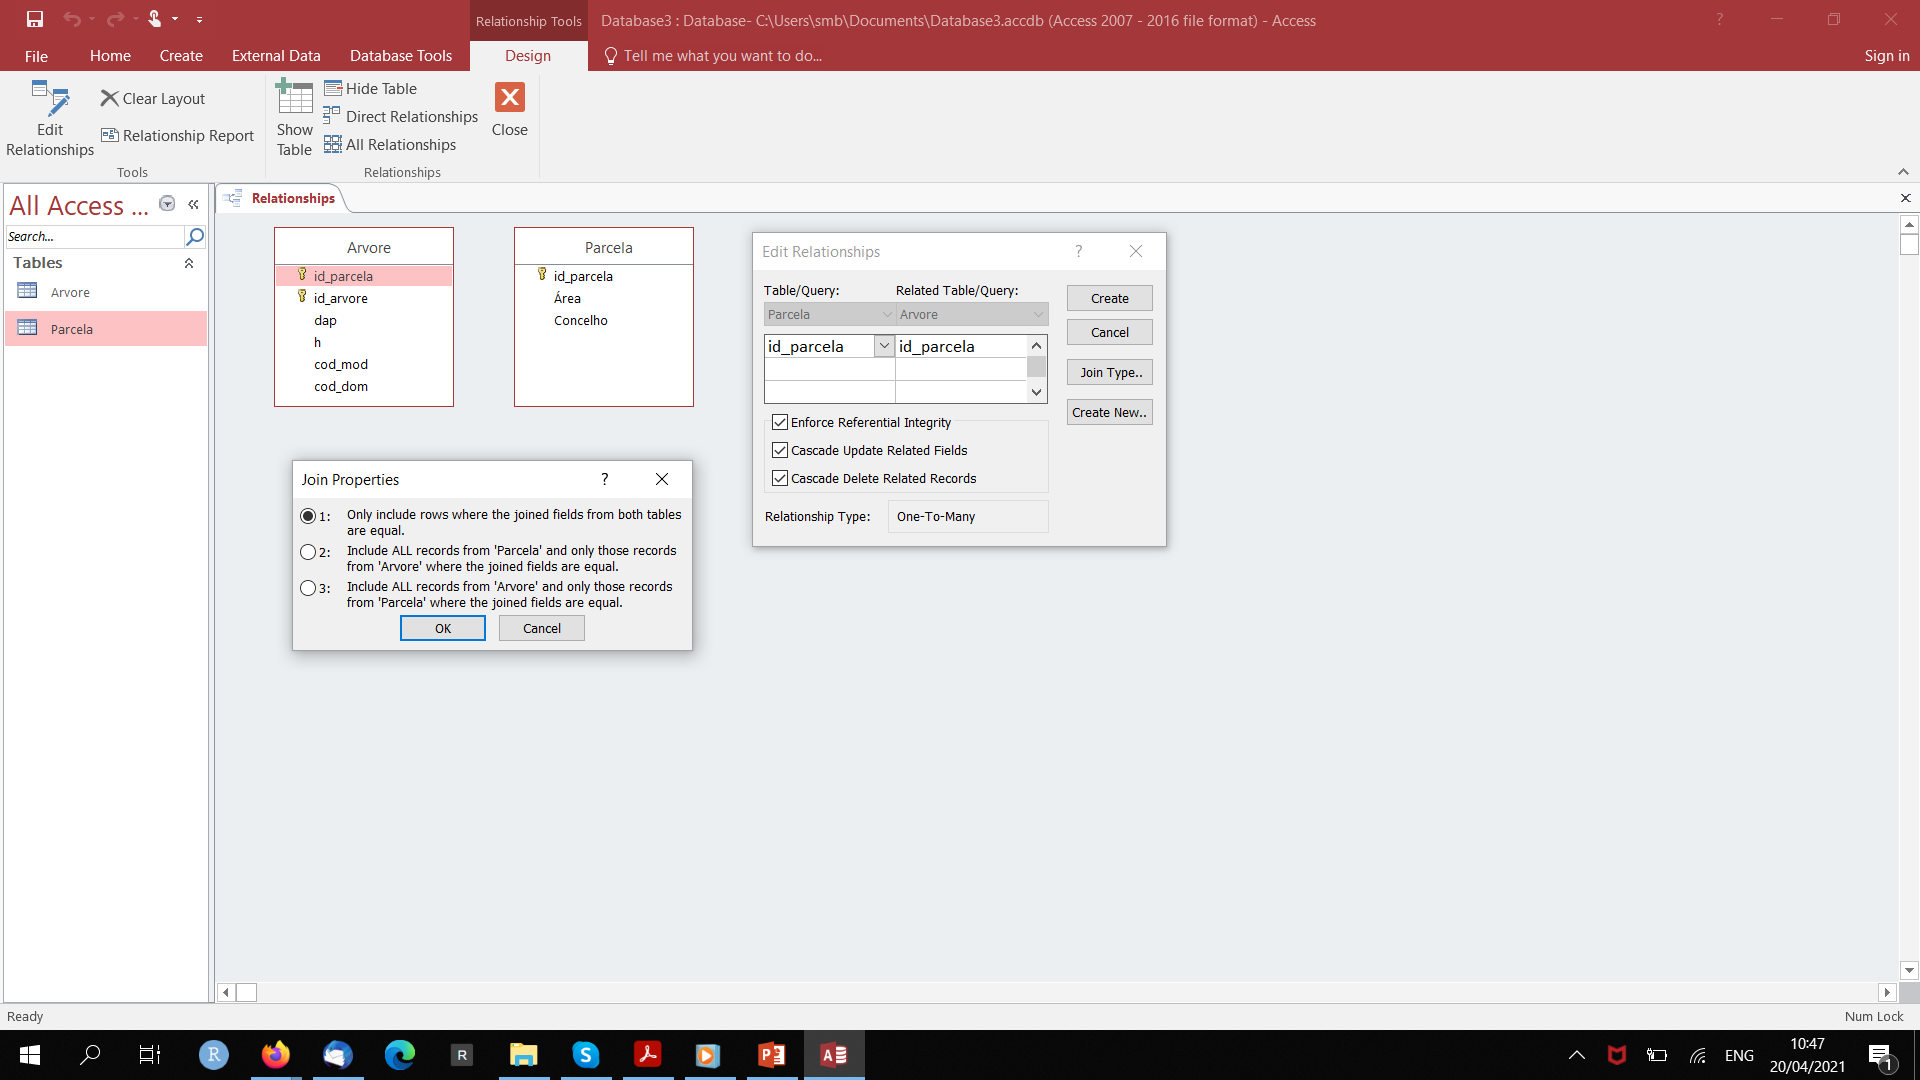 Relationship Tools
Database3 : Database- C:\Users\smb\Documents\Database3.accdb (Access 2007 - 2016 file format) - Access
?
File
Home
Create
External Data
Database Tools
Design
Tell me what you want to do...
Sign in
Edit
Relationships
Clear Layout
Relationship Report
Tools
Show
Table
Hide Table
Direct Relationships
All Relationships
Relationships
Close
All Access ...
Search...
Tables
Arvore
Parcela
Relationships
Arvore
id_parcela
id_arvore
dap
h
cod_mod
cod_dom
Parcela
id_parcela
Área
Concelho
Edit Relationships
?
Table/Query:
Related Table/Query:
Parcela
Arvore
id_parcela
id_parcela
Create
Cancel
Join Type..
Create New..
Enforce Referential Integrity
Cascade Update Related Fields
Cascade Delete Related Records
Relationship Type:
One-To-Many
Join Properties
?
1:
Only include rows where the joined fields from both tables
are equal.
2:
Include ALL records from 'Parcela' and only those records
from 'Arvore' where the joined fields are equal.
3:
Include ALL records from 'Arvore' and only those records
from 'Parcela' where the joined fields are equal.
OK
Cancel
Ready
Num Lock
R
R
S
P
A
ENG
10:47
20/04/2021
1